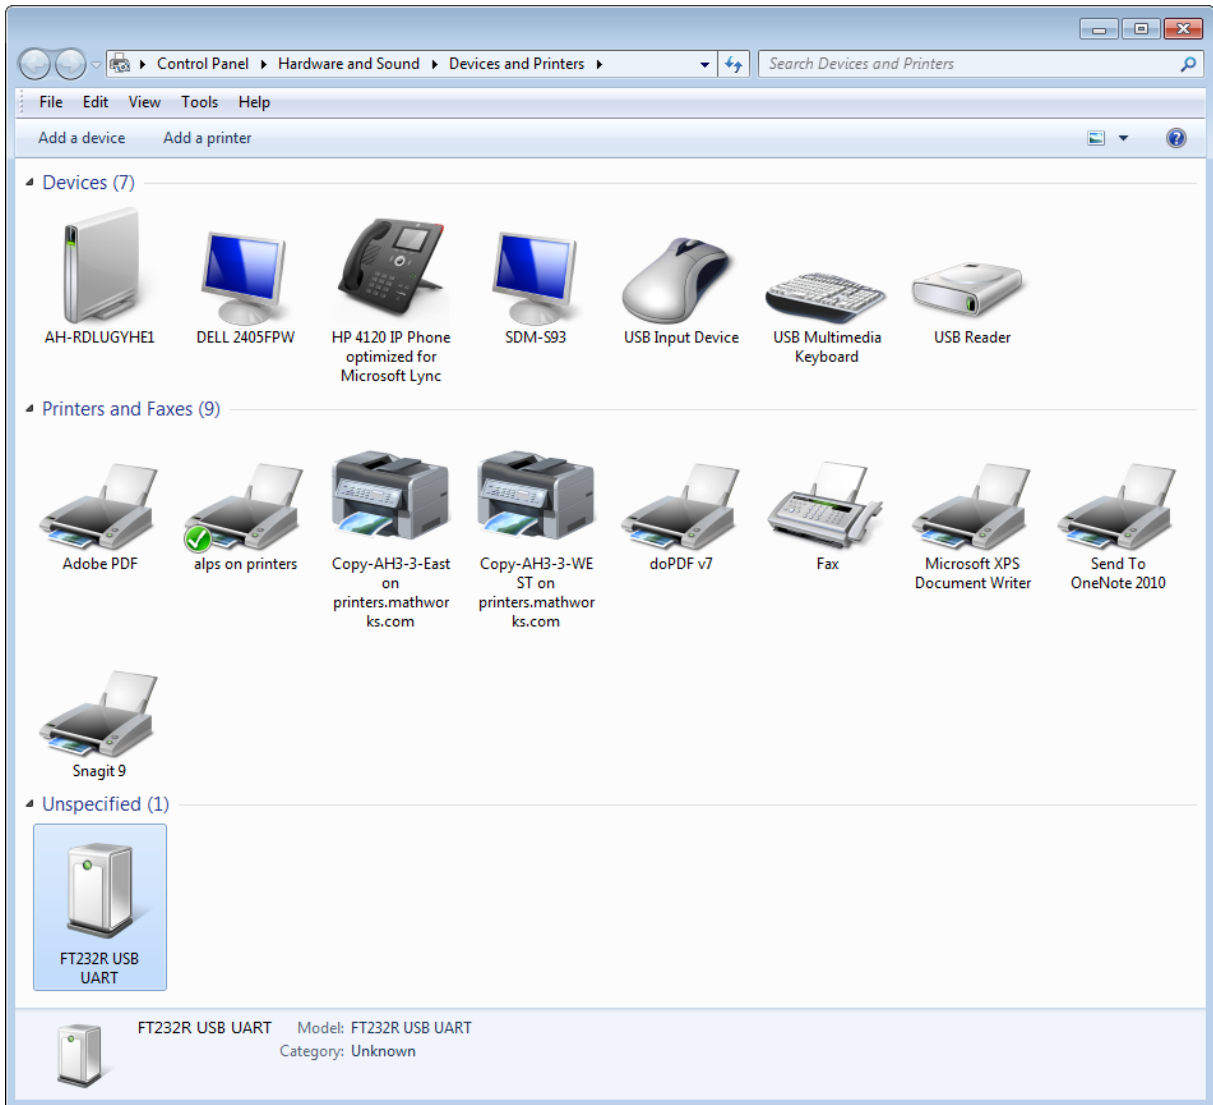 Control Panel Hardware and Sound Devices and Printers
Search Devices and Printers
File Edit View Tools Help
Add a device Add a printer
Devices (7)
AH-RDLUGYHE1
DELL 2405FPW
HP 4120 IP Phone
optimized for
Microsoft Lync
SDM-S93
USB Input Device
USB Multimedia
Keyboard
USB Reader
Printers and Faxes (9)
Adobe PDF
alps on printers
Copy-AH3-3-East
on
printers.mathwor
ks.com
Copy-AH3-3-WE
ST on
printers.mathwor
ks.com
doPDF v7
Fax
Microsoft XPS
Document Writer
Send To
OneNote 2010
Snagit 9
Unspecified (1)
FT232R USB
UART
FT232R USB UART Model: FT232R USB UART
Category: Unknown